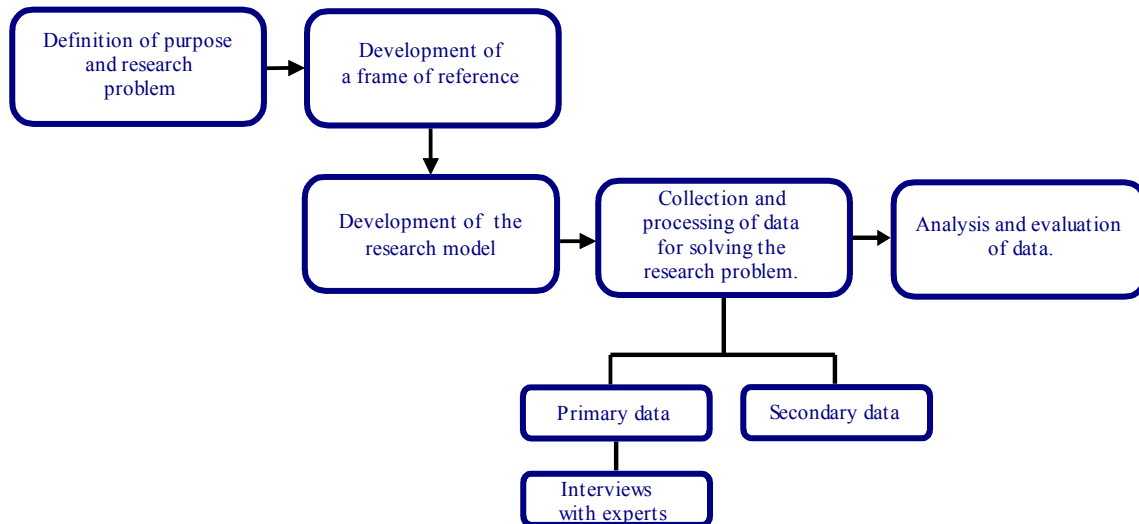 Definition of purpose
and research
problem
Development of
a frame of reference
Development of the
research model
Collection and
processing of data
for solving the
research problem.
Analysis and evaluation
of data.
Primary data
Secondary data
Interviews
with experts